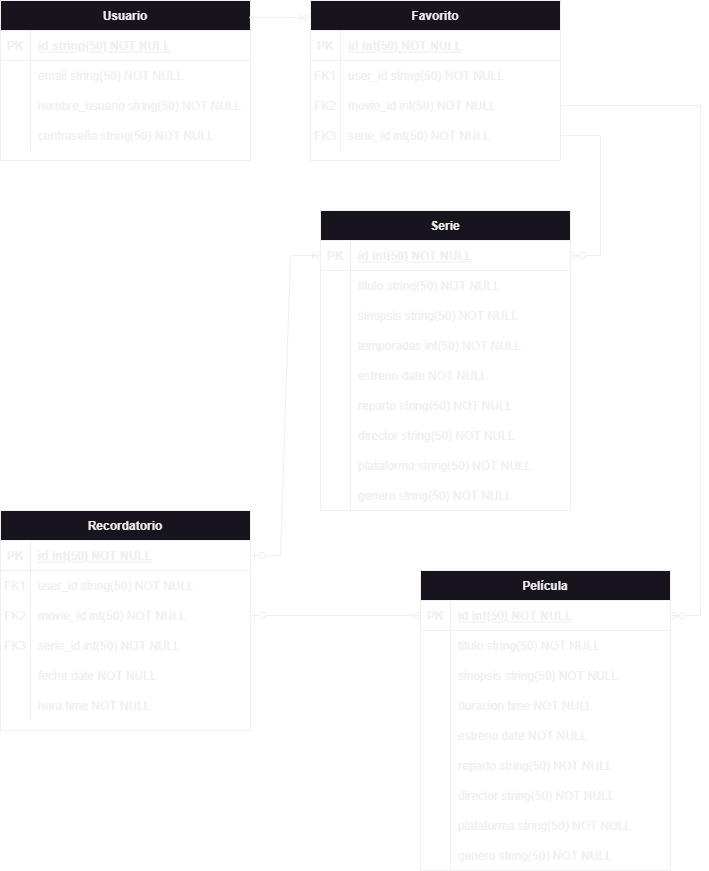 Usuario
PK id string(50) NOT NULL
email string(50) NOT NULL
nombre_usuario string(50) NOT NULL
contraseña string(50) NOT NULL
Favorito
PK id int(50) NOT NULL
FK1 user_id string(50) NOT NULL
FK2 movie_id int(50) NOT NULL
FK3 serie_id int(50) NOT NULL
Serie
PK id int(50) NOT NULL
titulo string(50) NOT NULL
sinopsis string(50) NOT NULL
temporadas int(50) NOT NULL
estreno date NOT NULL
reparto string(50) NOT NULL
director string(50) NOT NULL
plataforma string(50) NOT NULL
genero string(50) NOT NULL
Recordatorio
PK id int(50) NOT NULL
FK1 user_id string(50) NOT NULL
FK2 movie_id int(50) NOT NULL
FK3 serie_id int(50) NOT NULL
fecha date NOT NULL
hora time NOT NULL
Película
PK id int(50) NOT NULL
titulo string(50) NOT NULL
sinopsis string(50) NOT NULL
duracion time NOT NULL
estreno date NOT NULL
reparto string(50) NOT NULL
director string(50) NOT NULL
plataforma string(50) NOT NULL
genero string(50) NOT NULL